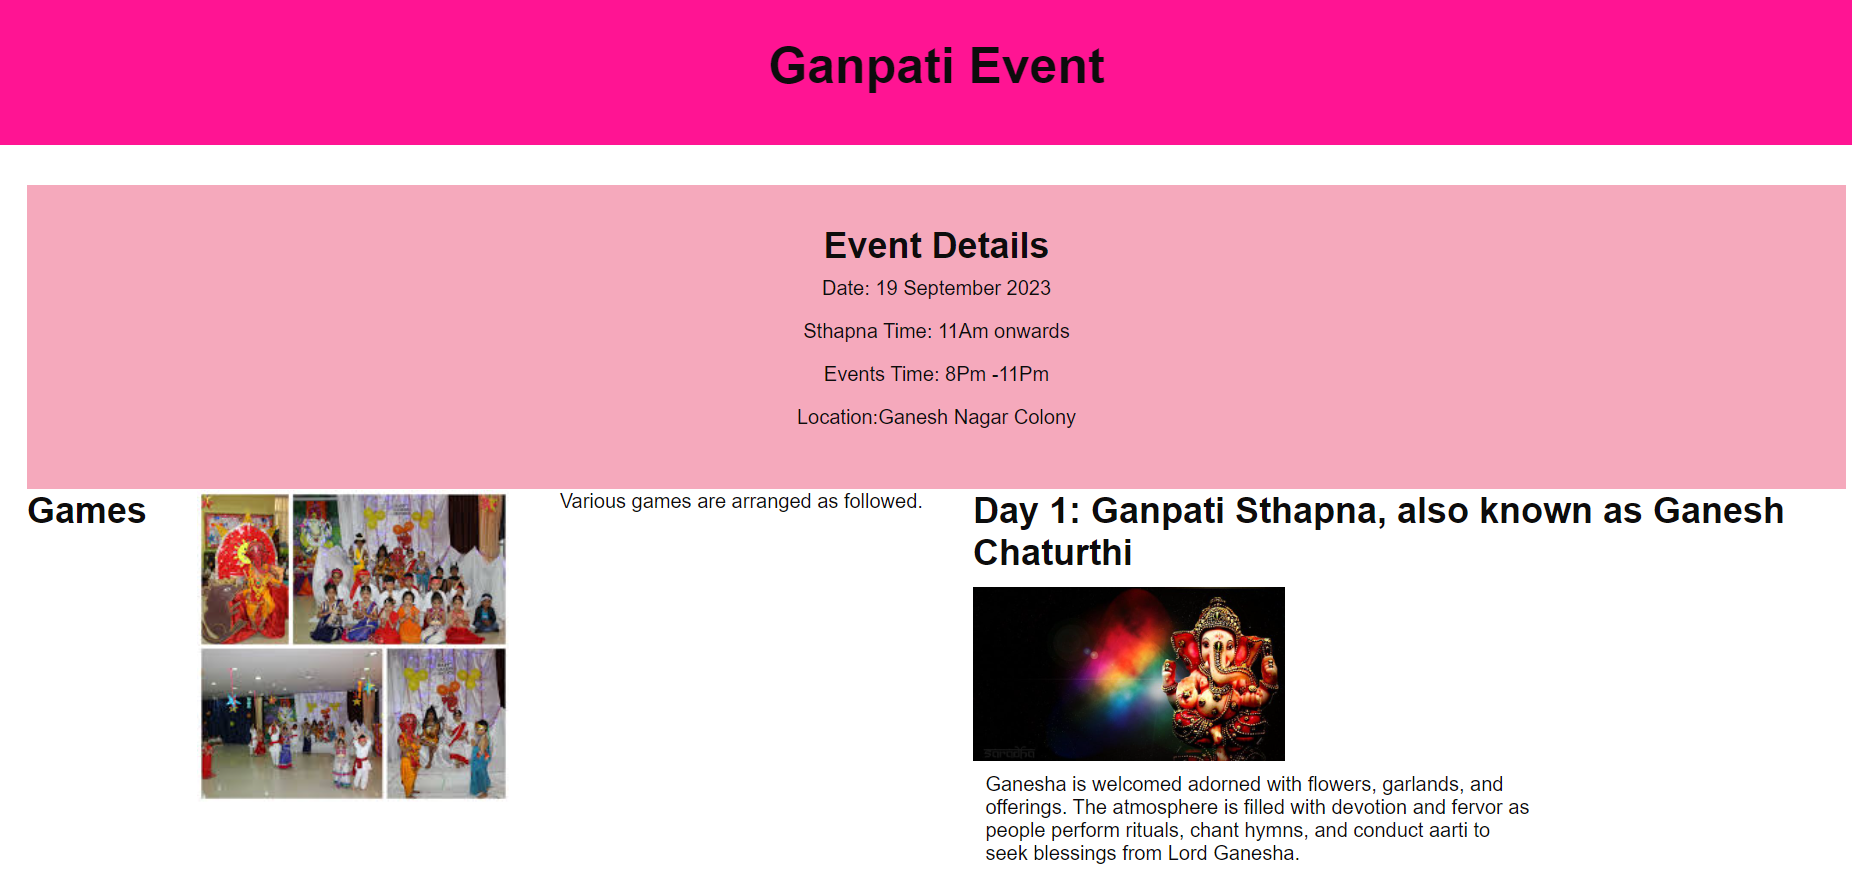 Ganpati Event
Event Details
Date: 19 September 2023
Sthapna Time: 11Am onwards
Events Time: 8Pm -11Pm
Location:Ganesh Nagar Colony
Games
Various games are arranged as followed.
Day 1: Ganpati Sthapna, also known as Ganesh
Chaturthi
Ganesha is welcomed adorned with flowers, garlands, and
offerings. The atmosphere is filled with devotion and fervor as
people perform rituals, chant hymns, and conduct aarti to
seek blessings from Lord Ganesha.